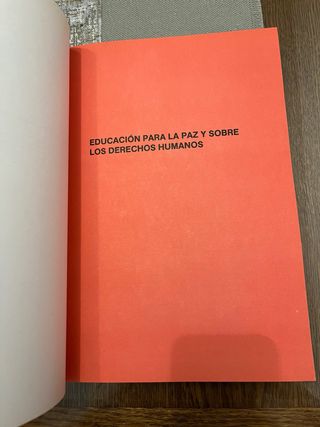 EDUCACIÓN PARA LA PAZ Y SOBRE
LOS DERECHOS HUMANOS